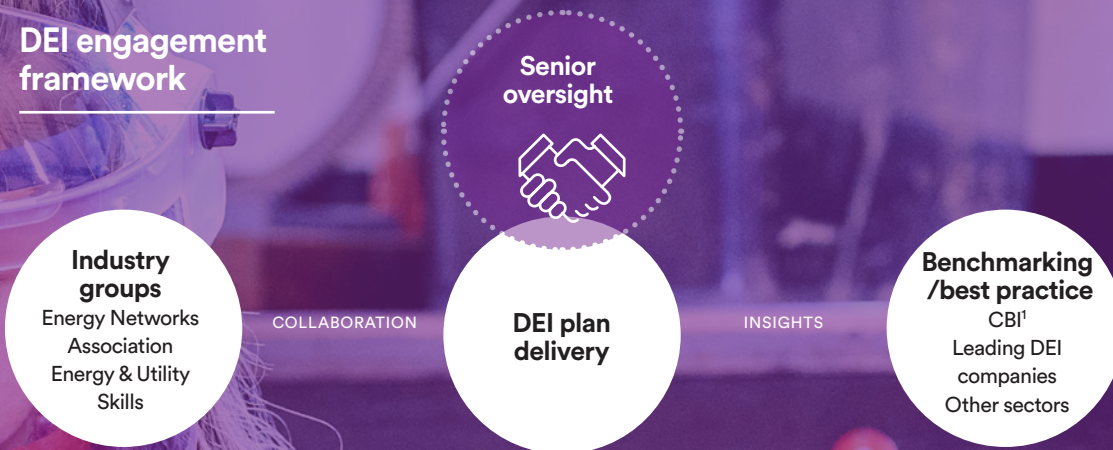 DEI engagement
framework
Senior
oversight
Industry
groups
Energy Networks
Association
Energy & Utility
Skills
COLLABORATION
DEI plan
delivery
INSIGHTS
Benchmarking
/best practice
CBI¹
Leading DEI
companies
Other sectors